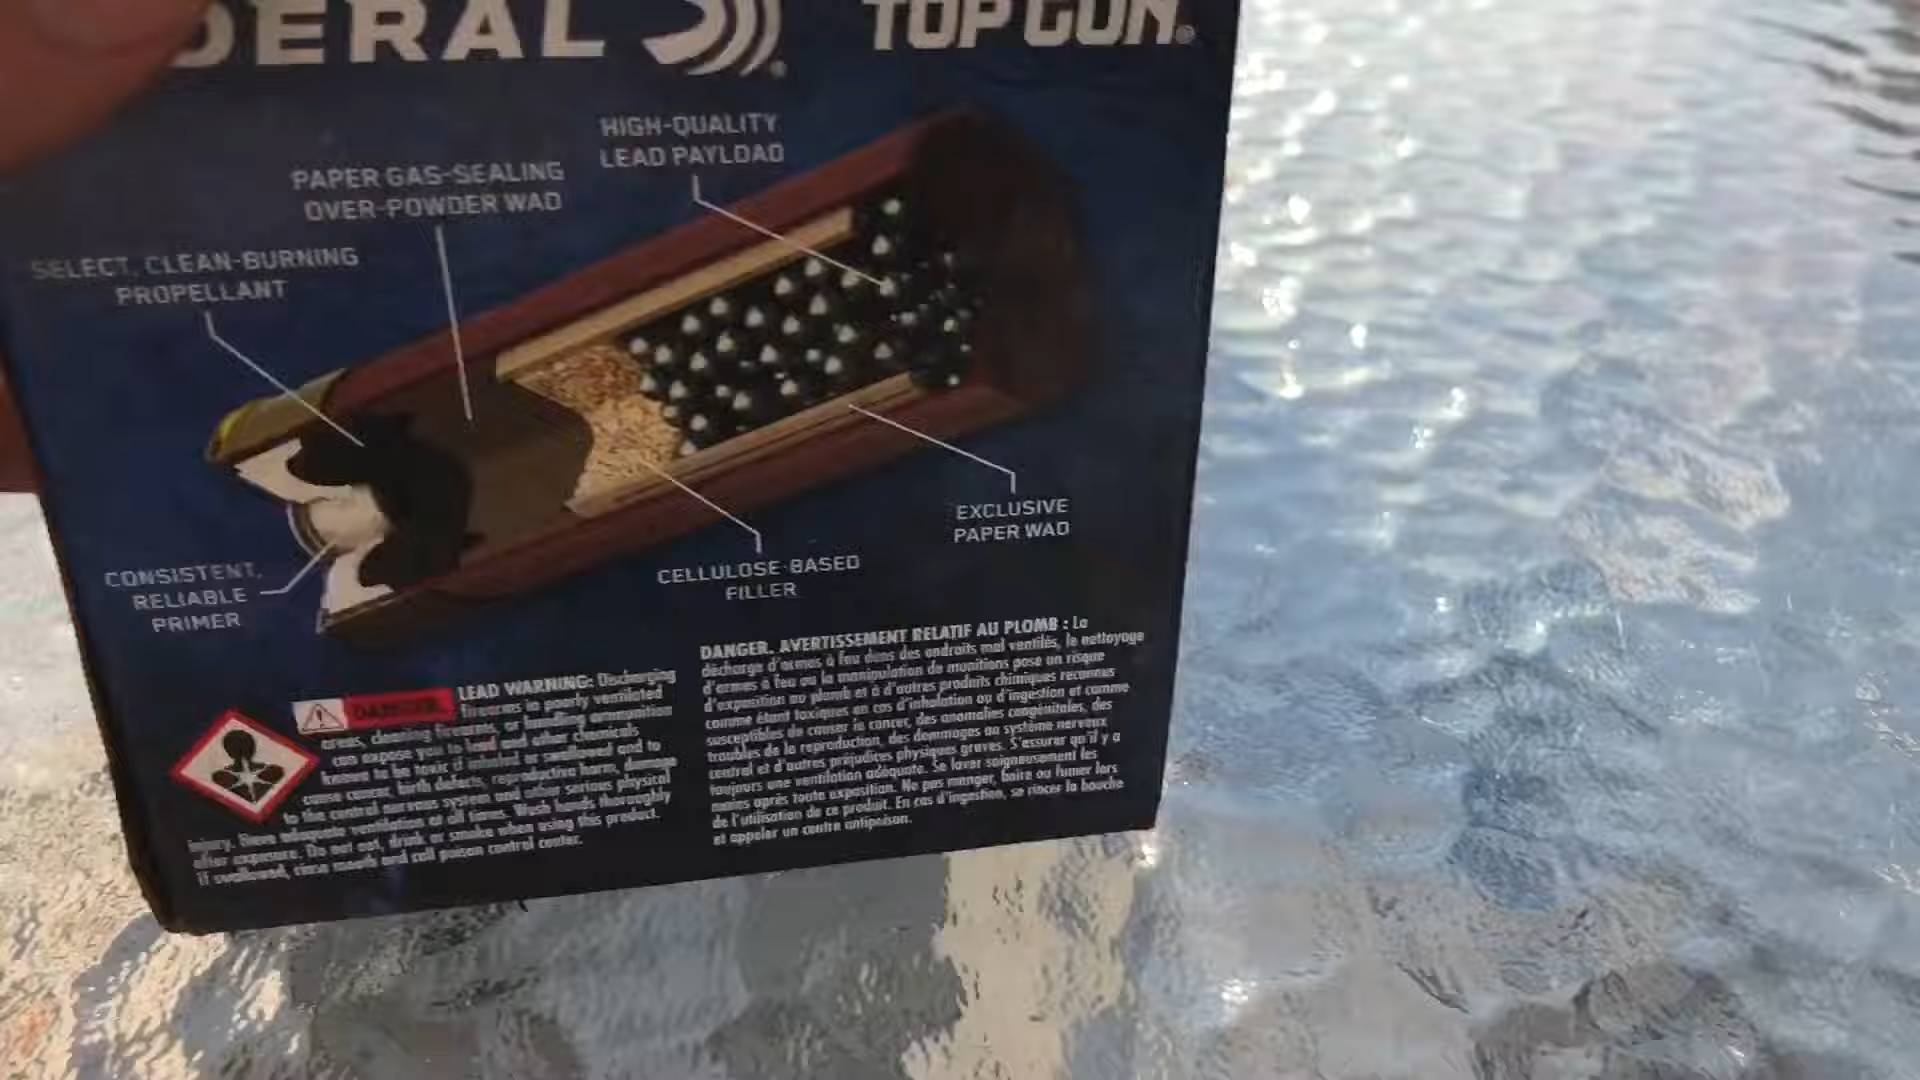 DERAL
TOP GUN®
HIGH-QUALITY
LEAD PAYLOAD
PAPER GAS-SEALING
OVER-POWDER WAD
SELECT, CLEAN-BURNING
PROPELLANT
EXCLUSIVE
PAPER WAD
CELLULOSE-BASED
FILLER
CONSISTENT,
RELIABLE
PRIMER
DANGER
LEAD WARNING: Discharging
firearms in poorly ventilated
areas, cleaning firearms, or handling ammunition
can expose you to lead and other chemicals
known to be toxic if inhaled or swallowed and to
cause cancer, birth defects, reproductive harm, damage
to the central nervous system and other serious physical
injury. Have adequate ventilation at all times. Wash hands thoroughly
after exposure. Do not eat, drink or smoke when using this product.
If swallowed, rinse mouth and call poison control center.
DANGER. AVERTISSEMENT RELATIF AU PLOMB : La
décharge d'armes à feu dans des endroits mal ventilés, le nettoyage
d'armes à feu ou la manipulation de munitions pose un risque
d'exposition au plomb et à d'autres produits chimiques reconnus
comme étant toxiques en cas d'inhalation ou d'ingestion et comme
susceptibles de causer le cancer, des anomalies congénitales, des
troubles de la reproduction, des dommages au système nerveux
central et d'autres préjudices physiques graves. S'assurer qu'il y a
toujours une ventilation adéquate. Se laver soigneusement les
mains après toute exposition. Ne pas manger, boire ou fumer lors
de l'utilisation de ce produit. En cas d'ingestion, se rincer la bouche
et appeler un centre antipoison.